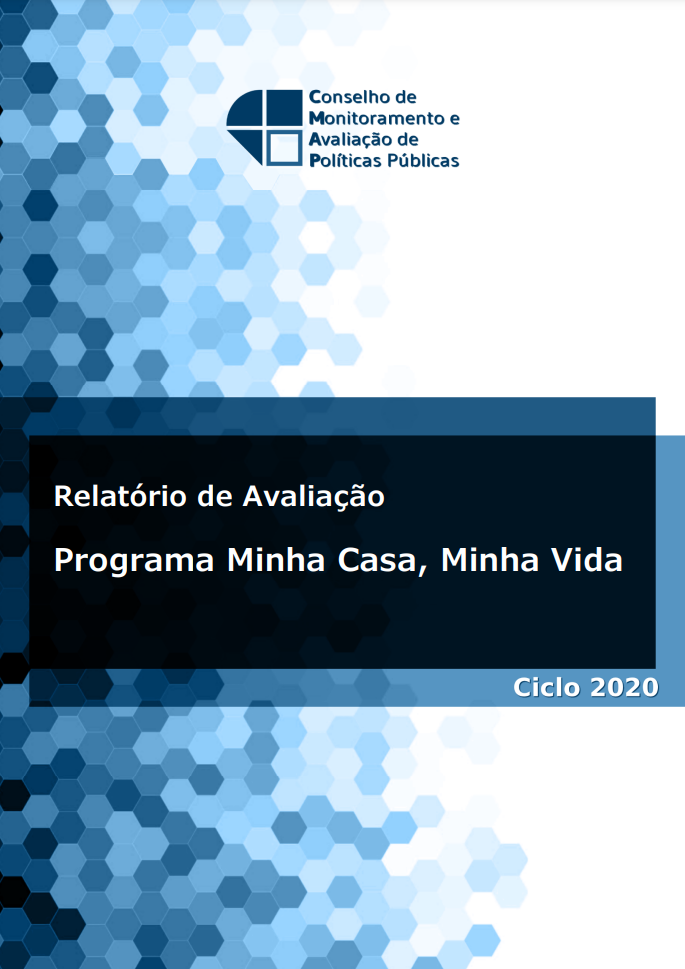 Conselho de
Monitoramento e
Avaliação de
Políticas Públicas
Relatório de Avaliação
Programa Minha Casa, Minha Vida
Ciclo 2020